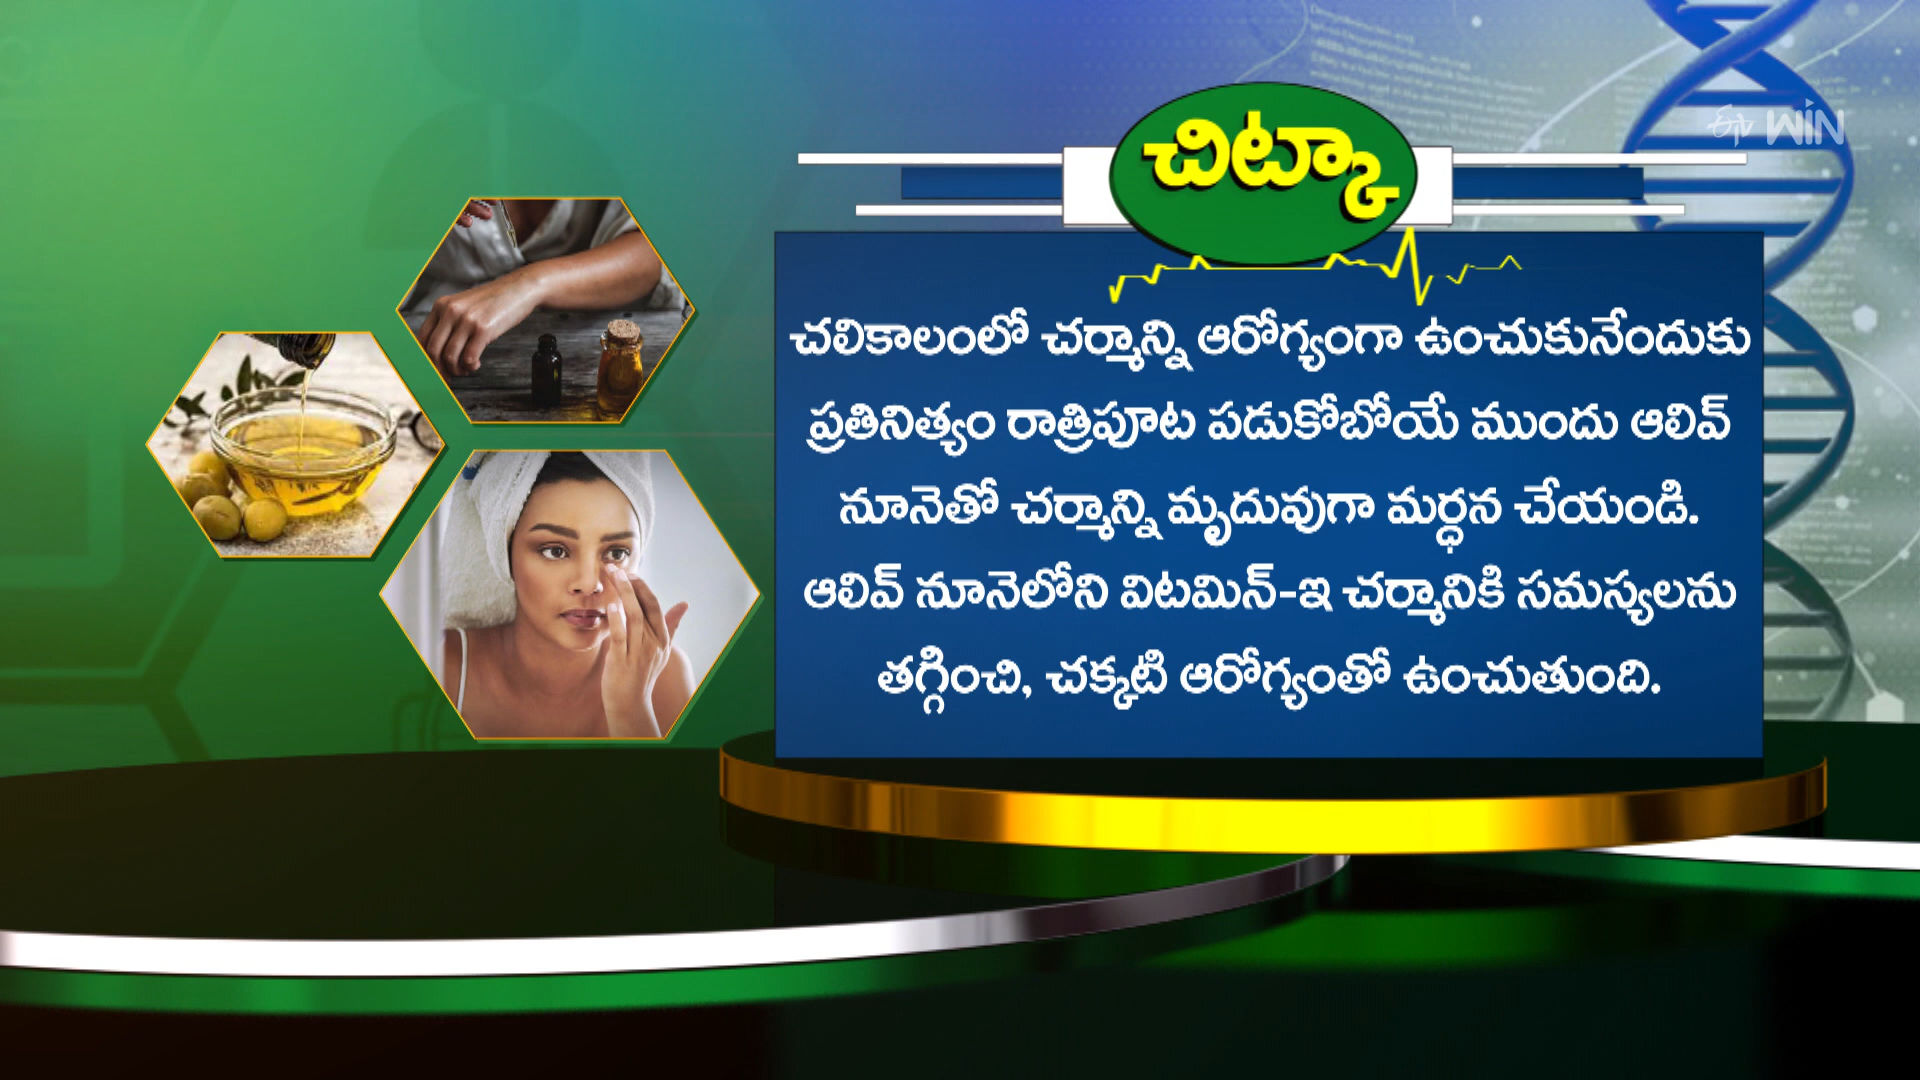 ఈటీవీ WIN
చిట్కా
చలికాలంలో చర్మాన్ని ఆరోగ్యంగా ఉంచుకునేందుకు
ప్రతినిత్యం రాత్రిపూట పడుకోబోయే ముందు ఆలివ్
నూనెతో చర్మాన్ని మృదువుగా మర్ధన చేయండి.
ఆలివ్ నూనెలోని విటమిన్-ఇ చర్మానికి సమస్యలను
తగ్గించి, చక్కటి ఆరోగ్యంతో ఉంచుతుంది.